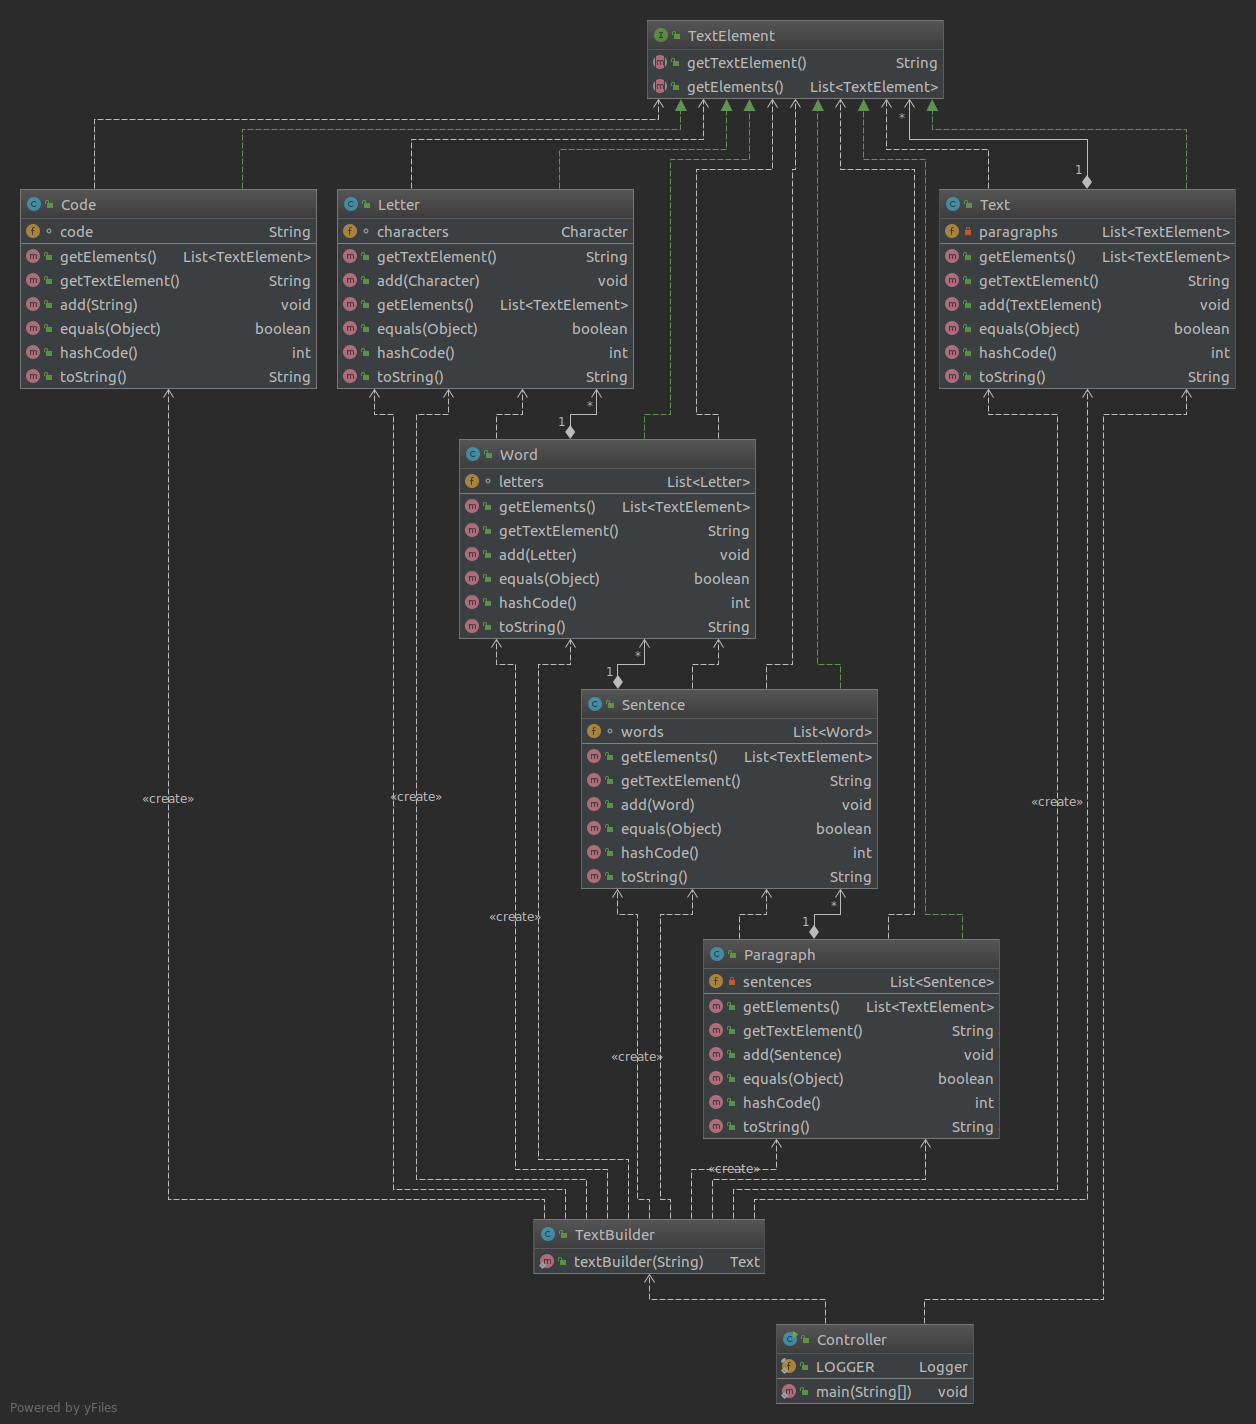 TextElement
getTextElement() String
getElements() List<TextElement>
*
1
Code
code String
getElements() List<TextElement>
getTextElement() String
add(String) void
equals(Object) boolean
hashCode() int
toString() String
Letter
characters Character
getTextElement() String
add(Character) void
getElements() List<TextElement>
equals(Object) boolean
hashCode() int
toString() String
Text
paragraphs List<TextElement>
getElements() List<TextElement>
getTextElement() String
add(TextElement) void
equals(Object) boolean
hashCode() int
toString() String
*
1
Word
letters List<Letter>
getElements() List<TextElement>
getTextElement() String
add(Letter) void
equals(Object) boolean
hashCode() int
toString() String
*
1
Sentence
words List<Word>
getElements() List<TextElement>
getTextElement() String
add(Word) void
equals(Object) boolean
hashCode() int
toString() String
«create»
«create»
«create»
*
1
«create»
Paragraph
sentences List<Sentence>
getElements() List<TextElement>
getTextElement() String
add(Sentence) void
equals(Object) boolean
hashCode() int
toString() String
«create»
«create»
TextBuilder
textBuilder(String) Text
Controller
LOGGER Logger
main(String[]) void
Powered by yFiles